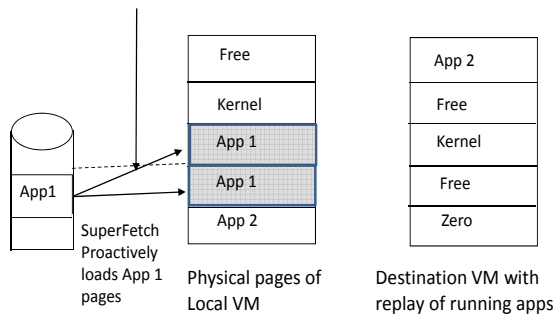 Free
Kernel
App 1
App 1
App 2
App1
SuperFetch
Proactively
loads App 1
pages
Physical pages of
Local VM
App 2
Free
Kernel
Free
Zero
Destination VM with
replay of running apps